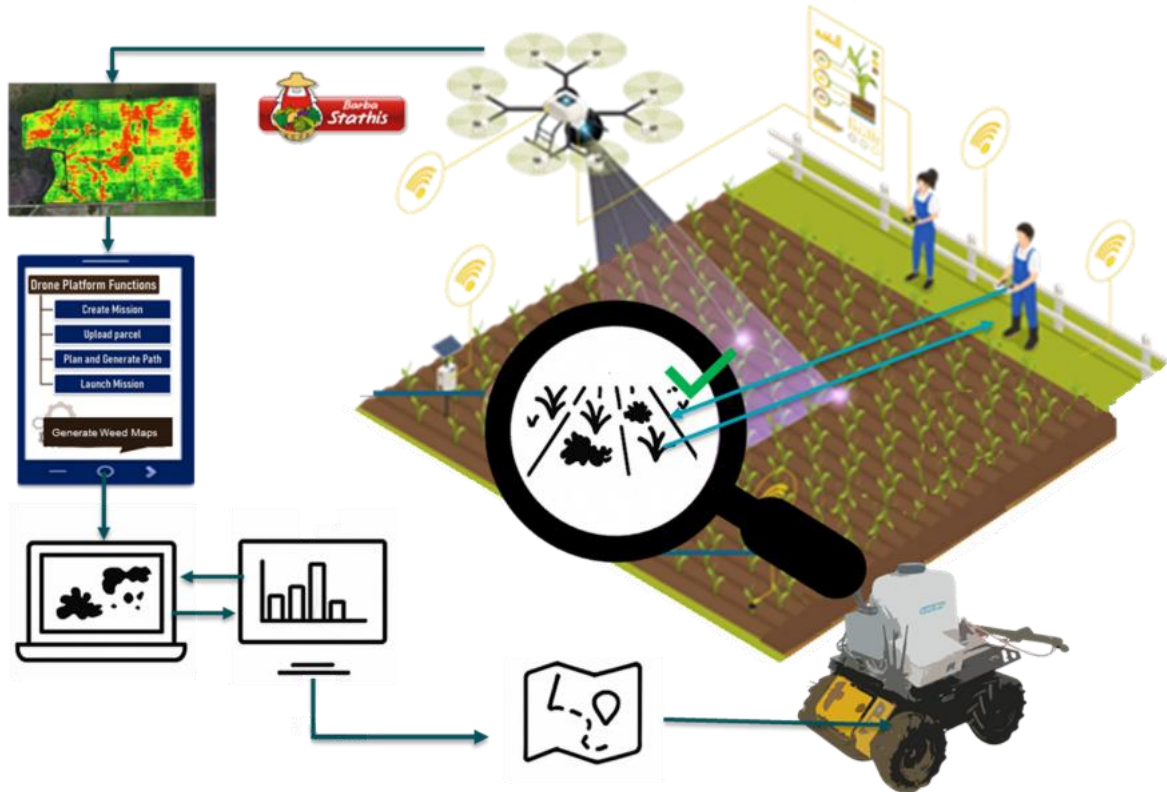 Barba
Stathis
Drone Platform Functions
Create Mission
Upload parcel
Plan and Generate Path
Launch Mission
Generate Weed Maps